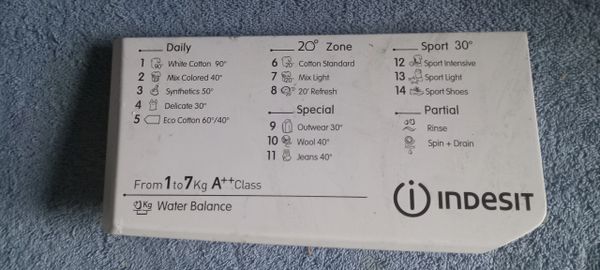 Daily
1 White Cotton 90°
2 Mix Colored 40°
3 Synthetics 50°
4 Delicate 30°
5 Eco Cotton 60°/40°
20° Zone
6 Cotton Standard
7 Mix Light
8 20' Refresh
Special
9 Outwear 30°
10 Wool 40°
11 Jeans 40°
Sport 30°
12 Sport Intensive
13 Sport Light
14 Sport Shoes
Partial
Rinse
Spin + Drain
From 1 to 7 Kg A++ Class
Kg Water Balance
INDESIT